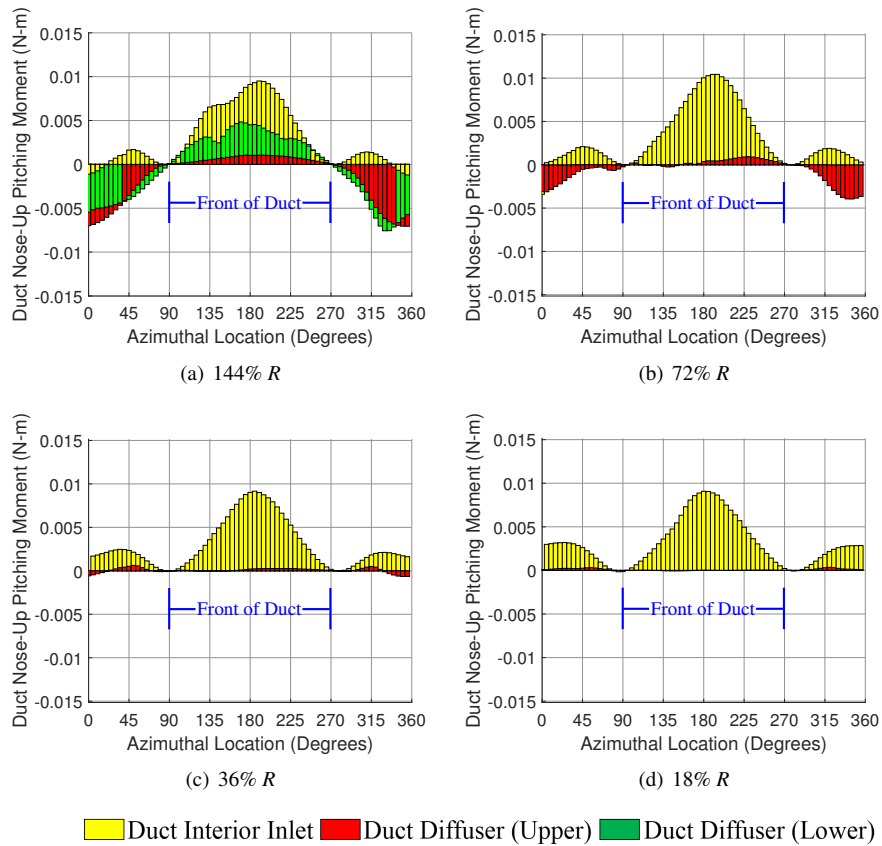 Duct Nose-Up Pitching Moment (N-m)
0.015
0.01
0.005
0
-0.005
-0.01
-0.015
Front of Duct
0 45 90 135 180 225 270 315 360
Azimuthal Location (Degrees)
(a) 144% R
Duct Nose-Up Pitching Moment (N-m)
0.015
0.01
0.005
0
-0.005
-0.01
-0.015
Front of Duct
0 45 90 135 180 225 270 315 360
Azimuthal Location (Degrees)
(b) 72% R
Duct Nose-Up Pitching Moment (N-m)
0.015
0.01
0.005
0
-0.005
-0.01
-0.015
Front of Duct
0 45 90 135 180 225 270 315 360
Azimuthal Location (Degrees)
(c) 36% R
Duct Nose-Up Pitching Moment (N-m)
0.015
0.01
0.005
0
-0.005
-0.01
-0.015
Front of Duct
0 45 90 135 180 225 270 315 360
Azimuthal Location (Degrees)
(d) 18% R
Duct Interior Inlet Duct Diffuser (Upper) Duct Diffuser (Lower)